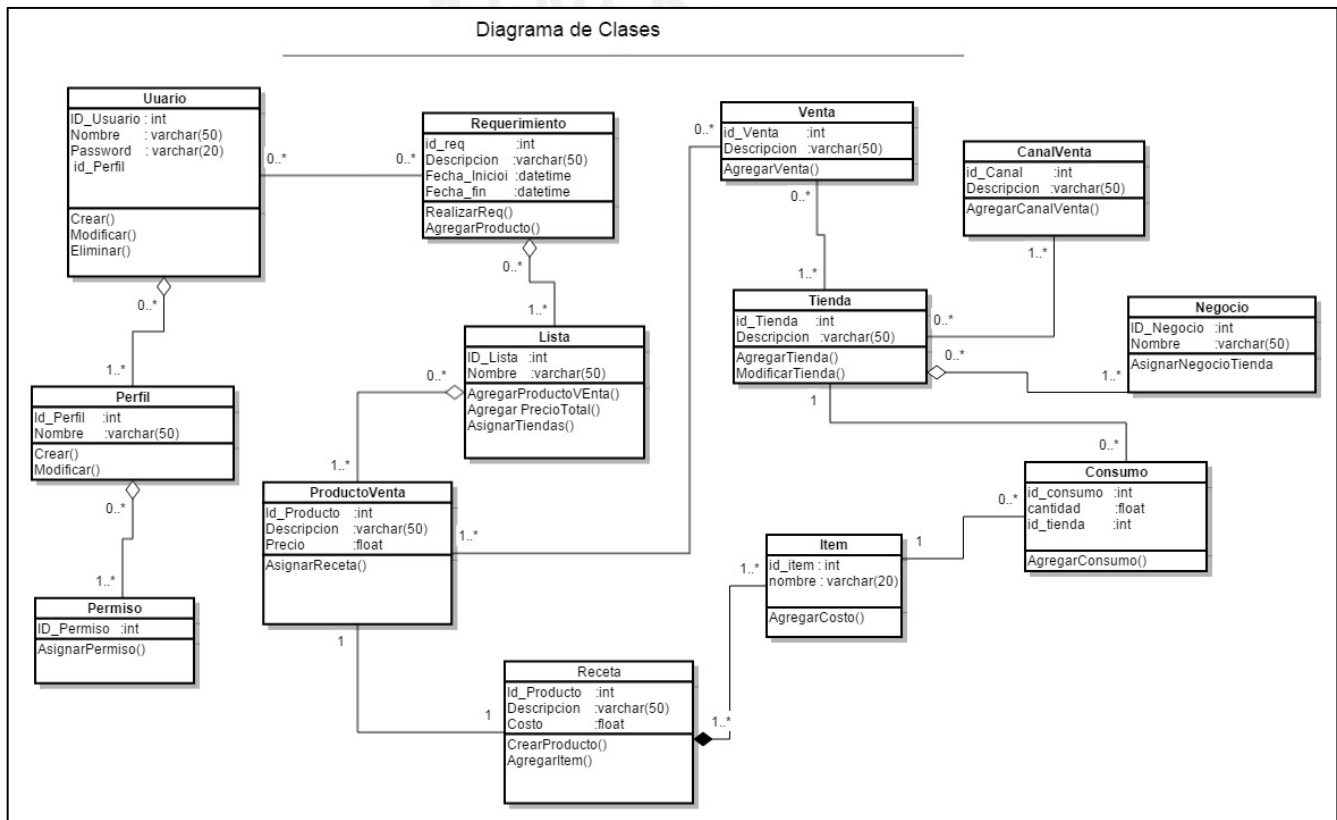 Diagrama de Clases
Uuario
ID_Usuario : int
Nombre : varchar(50)
Password : varchar(20)
id_Perfil
Crear()
Modificar()
Eliminar()
0..*
0..*
Requerimiento
id_req :int
Descripcion :varchar(50)
Fecha_Inicioi :datetime
Fecha_fin :datetime
RealizarReq()
AgregarProducto()
0..*
1..*
Venta
id_Venta :int
Descripcion :varchar(50)
AgregarVenta()
0..*
0..*
1..*
CanalVenta
id_Canal :int
Descripcion :varchar(50)
AgregarCanalVenta()
1..*
0..*
Tienda
id_Tienda :int
Descripcion :varchar(50)
AgregarTienda()
ModificarTienda()
0..*
1..*
Negocio
ID_Negocio :int
Nombre :varchar(50)
AsignarNegocioTienda
0..*
1..*
Perfil
Id_Perfil :int
Nombre :varchar(50)
Crear()
Modificar()
0..*
1..*
Lista
ID_Lista :int
Nombre :varchar(50)
AgregarProductoVEnta()
Agregar PrecioTotal()
AsignarTiendas()
0..*
1..*
1
0..*
Consumo
id_consumo :int
cantidad :float
id_tienda :int
AgregarConsumo()
0..*
1
ProductoVenta
Id_Producto :int
Descripcion :varchar(50)
Precio :float
AsignarReceta()
1..*
Item
id_item : int
nombre : varchar(20)
AgregarCosto()
1..*
Permiso
ID_Permiso :int
AsignarPermiso()
1
1
Receta
Id_Producto :int
Descripcion :varchar(50)
Costo :float
CrearProducto()
AgregarItem()
1..*